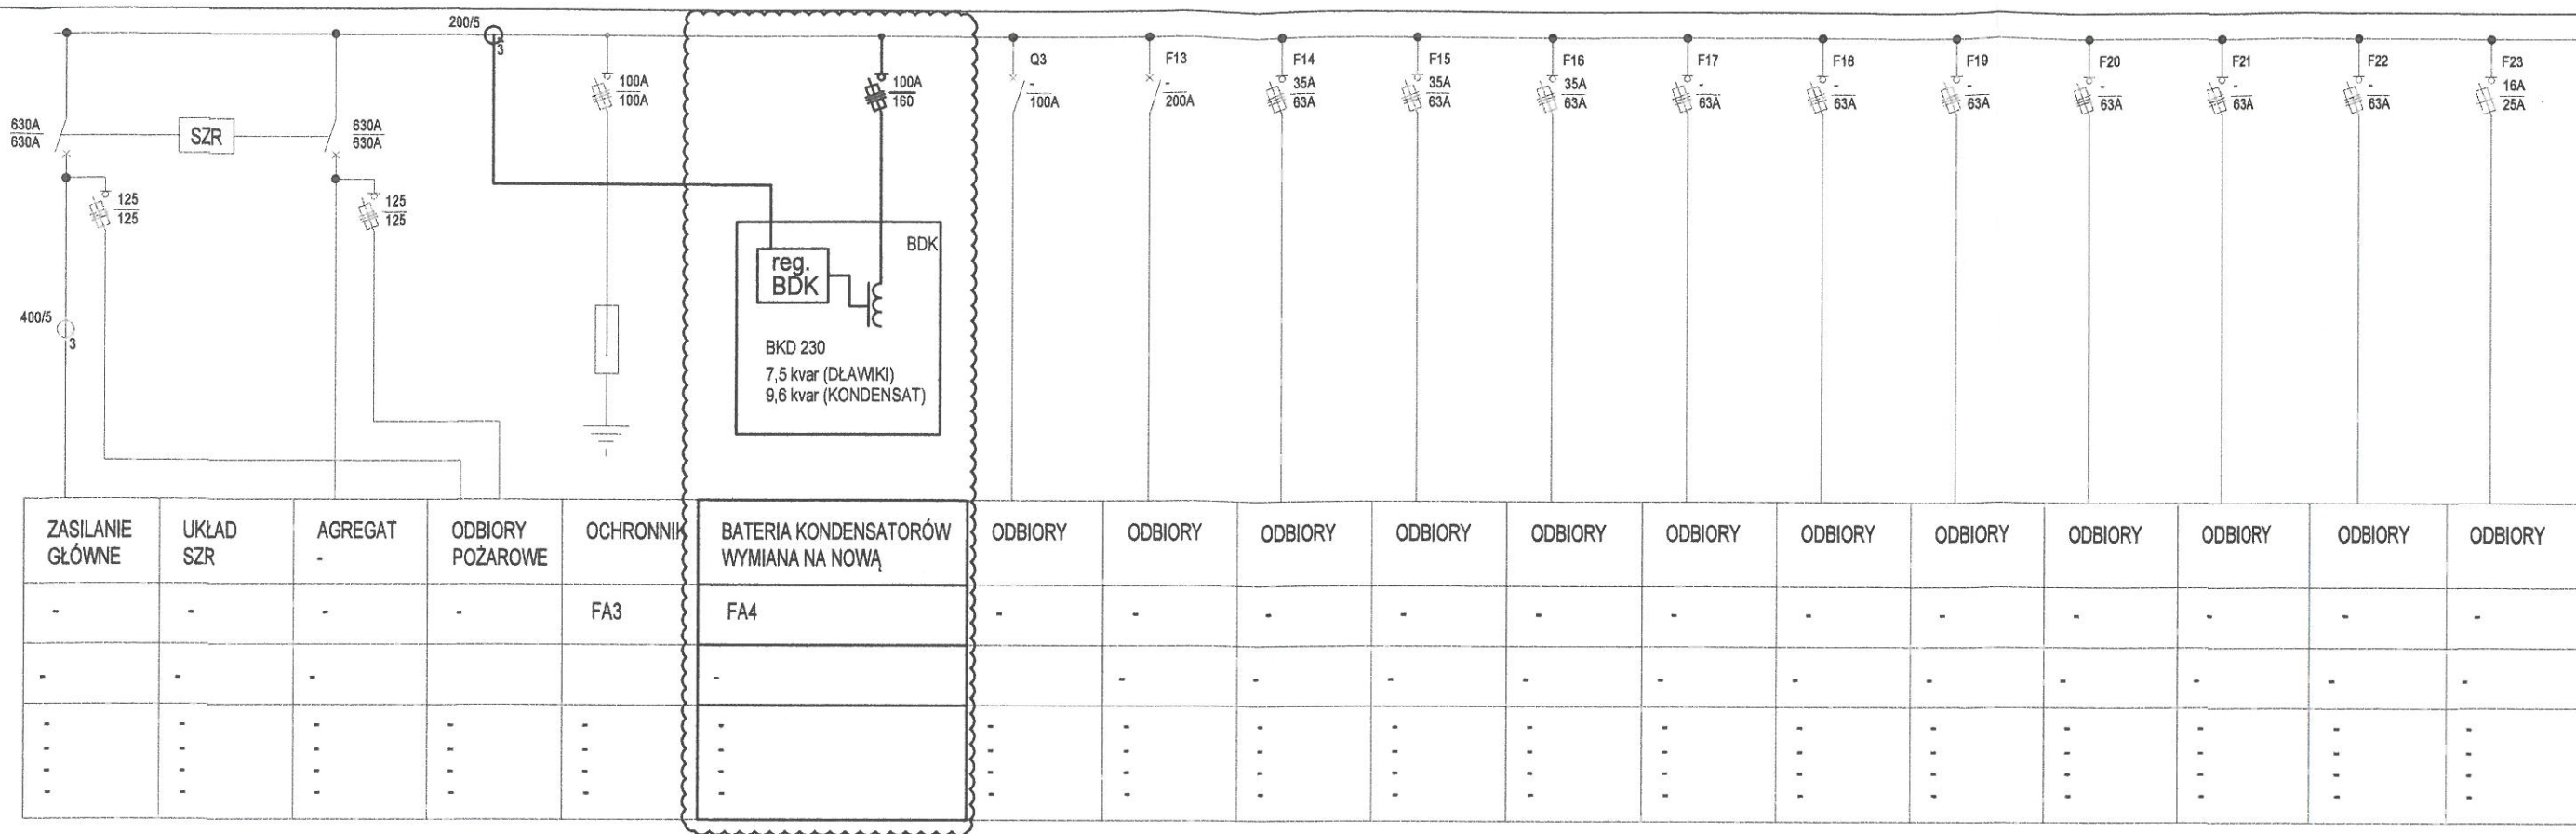 200/5
3
630A
630A
SZR
630A
630A
125
125
125
125
400/5
3
100A
100A
100A
160
BDK
reg.
BDK
BKD 230
7,5 kvar (DŁAWIKI)
9,6 kvar (KONDENSAT)
Q3
-
100A
F13
-
200A
F14
35A
63A
F15
35A
63A
F16
35A
63A
F17
-
63A
F18
-
63A
F19
-
63A
F20
-
63A
F21
-
63A
F22
-
63A
F23
16A
25A
ZASILANIE
GŁÓWNE
UKŁAD
SZR
AGREGAT
-
ODBIORY
POŻAROWE
OCHRONNIK
BATERIA KONDENSATORÓW
WYMIANA NA NOWĄ
ODBIORY
ODBIORY
ODBIORY
ODBIORY
ODBIORY
ODBIORY
ODBIORY
ODBIORY
ODBIORY
ODBIORY
ODBIORY
ODBIORY
- - - - FA3 FA4 - - - - - - - - - - - -
- - - - - - - - - - - - - - -
- - - - - - - - - - - - - - - - - -
- - - - - - - - - - - - - - - - - -
- - - - - - - - - - - - - - - - - -
- - - - - - - - - - - - - - - - - -